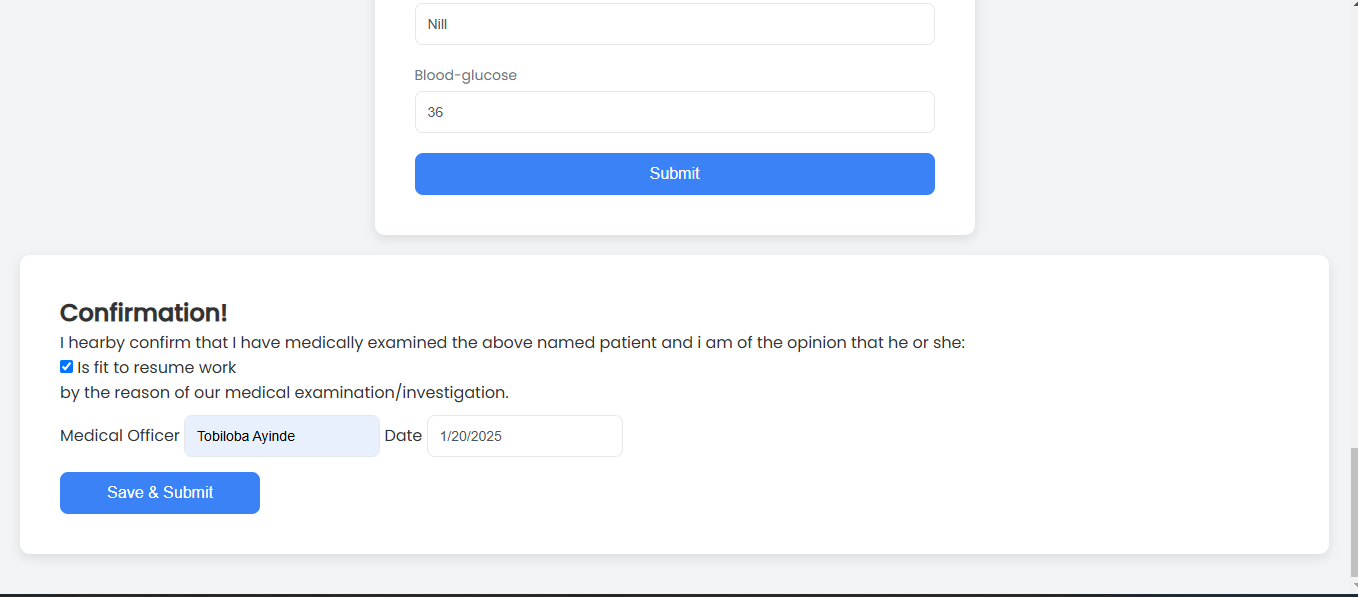 Nill
Blood-glucose
36
Submit
Confirmation!
I hearby confirm that I have medically examined the above named patient and i am of the opinion that he or she:
Is fit to resume work
by the reason of our medical examination/investigation.
Medical Officer Tobiloba Ayinde Date 1/20/2025
Save & Submit